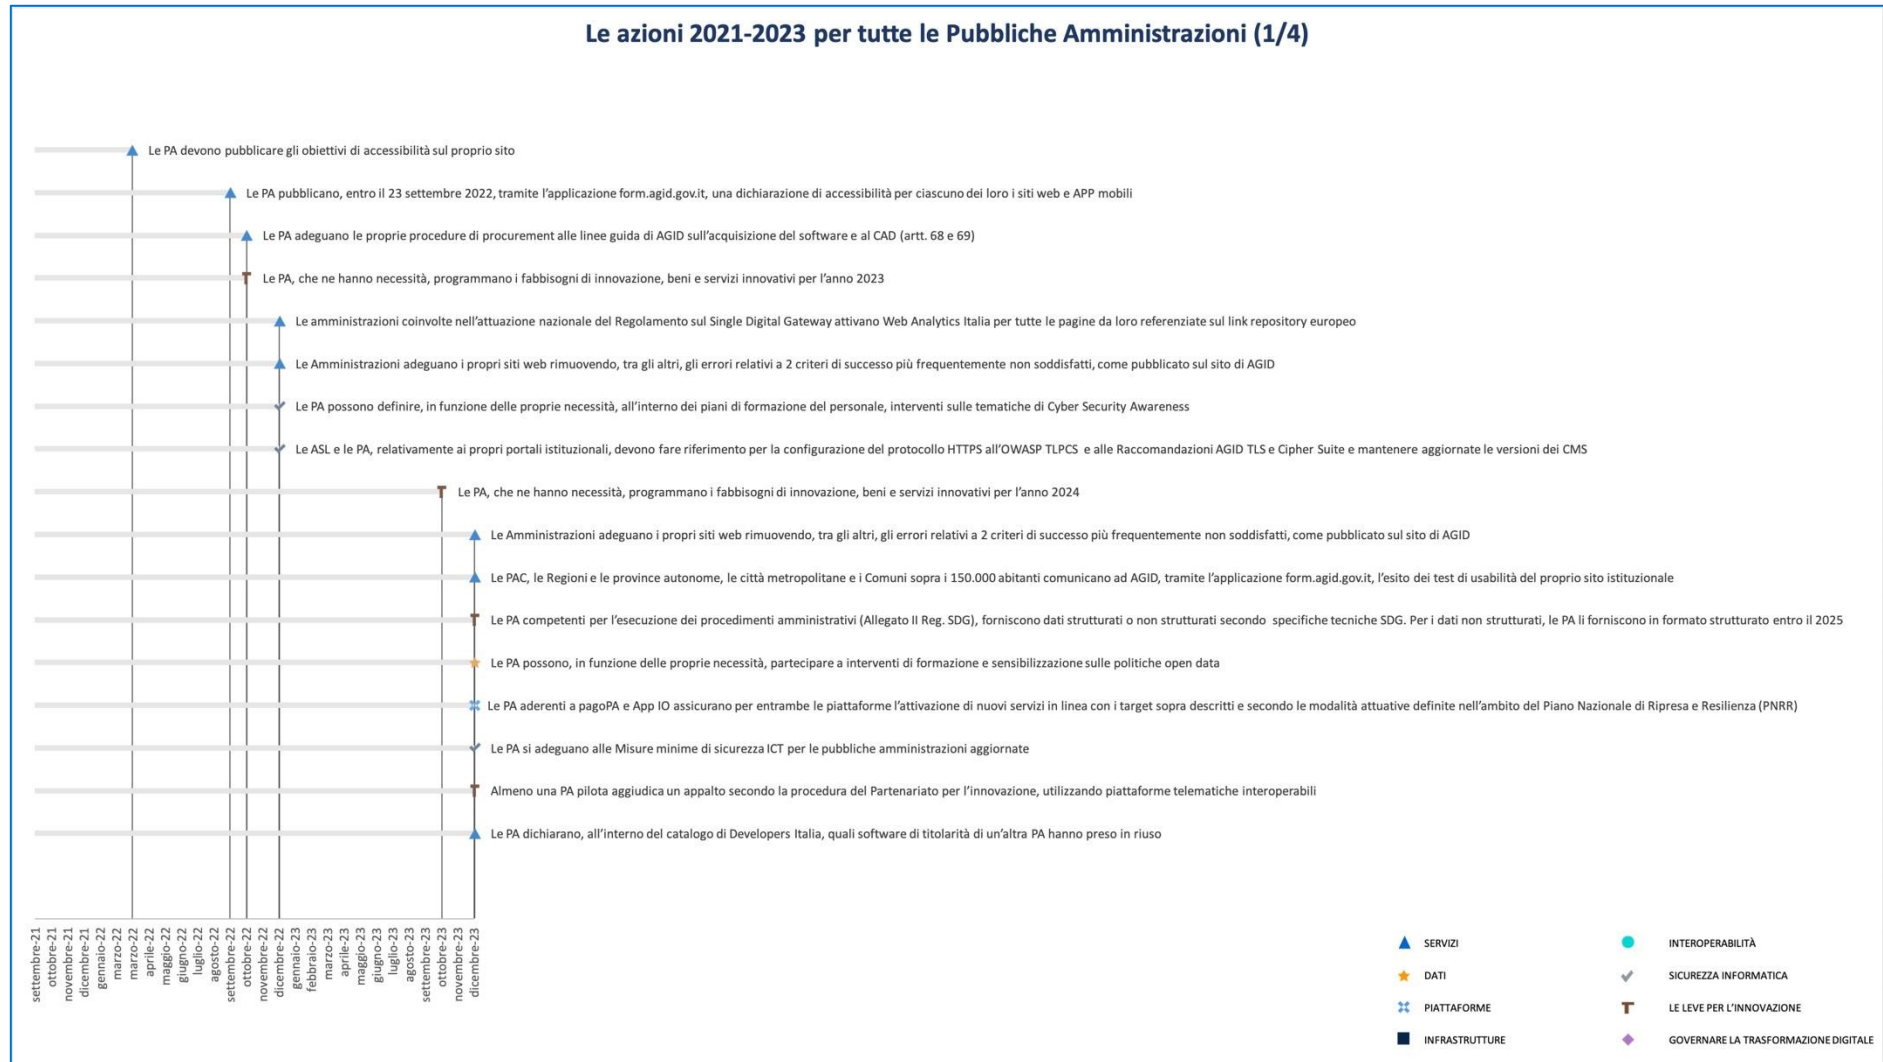 Le azioni 2021-2023 per tutte le Pubbliche Amministrazioni (1/4)
Le PA devono pubblicare gli obiettivi di accessibilità sul proprio sito
Le PA pubblicano, entro il 23 settembre 2022, tramite l'applicazione form.agid.gov.it, una dichiarazione di accessibilità per ciascuno dei loro i siti web e APP mobili
Le PA adeguano le proprie procedure di procurement alle linee guida di AGID sull'acquisizione del software e al CAD (artt. 68 e 69)
Le PA, che ne hanno necessità, programmano i fabbisogni di innovazione, beni e servizi innovativi per l'anno 2023
Le amministrazioni coinvolte nell'attuazione nazionale del Regolamento sul Single Digital Gateway attivano Web Analytics Italia per tutte le pagine da loro referenziate sul link repository europeo
Le Amministrazioni adeguano i propri siti web rimuovendo, tra gli altri, gli errori relativi a 2 criteri di successo più frequentemente non soddisfatti, come pubblicato sul sito di AGID
Le PA possono definire, in funzione delle proprie necessità, all'interno dei piani di formazione del personale, interventi sulle tematiche di Cyber Security Awareness
Le ASL e le PA, relativamente ai propri portali istituzionali, devono fare riferimento per la configurazione del protocollo HTTPS all'OWASP TLPCS e alle Raccomandazioni AGID TLS e Cipher Suite e mantenere aggiornate le versioni dei CMS
Le PA, che ne hanno necessità, programmano i fabbisogni di innovazione, beni e servizi innovativi per l'anno 2024
Le Amministrazioni adeguano i propri siti web rimuovendo, tra gli altri, gli errori relativi a 2 criteri di successo più frequentemente non soddisfatti, come pubblicato sul sito di AGID
Le PAC, le Regioni e le province autonome, le città metropolitane e i Comuni sopra i 150.000 abitanti comunicano ad AGID, tramite l'applicazione form.agid.gov.it, l'esito dei test di usabilità del proprio sito istituzionale
Le PA competenti per l'esecuzione dei procedimenti amministrativi (Allegato II Reg. SDG), forniscono dati strutturati o non strutturati secondo specifiche tecniche SDG. Per i dati non strutturati, le PA li forniscono in formato strutturato entro il 2025
Le PA possono, in funzione delle proprie necessità, partecipare a interventi di formazione e sensibilizzazione sulle politiche open data
Le PA aderenti a pagoPA e App IO assicurano per entrambe le piattaforme l'attivazione di nuovi servizi in linea con i target sopra descritti e secondo le modalità attuative definite nell'ambito del Piano Nazionale di Ripresa e Resilienza (PNRR)
Le PA si adeguano alle Misure minime di sicurezza ICT per le pubbliche amministrazioni aggiornate
Almeno una PA pilota aggiudica un appalto secondo la procedura del Partenariato per l'innovazione, utilizzando piattaforme telematiche interoperabili
Le PA dichiarano, all'interno del catalogo di Developers Italia, quali software di titolarità di un'altra PA hanno preso in riuso
settembre-21
ottobre-21
novembre-21
dicembre-21
gennaio-22
marzo-22
marzo-22
aprile-22
maggio-22
giugno-22
luglio-22
agosto-22
settembre-22
ottobre-22
novembre-22
dicembre-22
gennaio-23
febbraio-23
marzo-23
aprile-23
maggio-23
giugno-23
luglio-23
agosto-23
settembre-23
ottobre-23
novembre-23
dicembre-23
SERVIZI
DATI
PIATTAFORME
INFRASTRUTTURE
INTEROPERABILITÀ
SICUREZZA INFORMATICA
LE LEVE PER L'INNOVAZIONE
GOVERNARE LA TRASFORMAZIONE DIGITALE